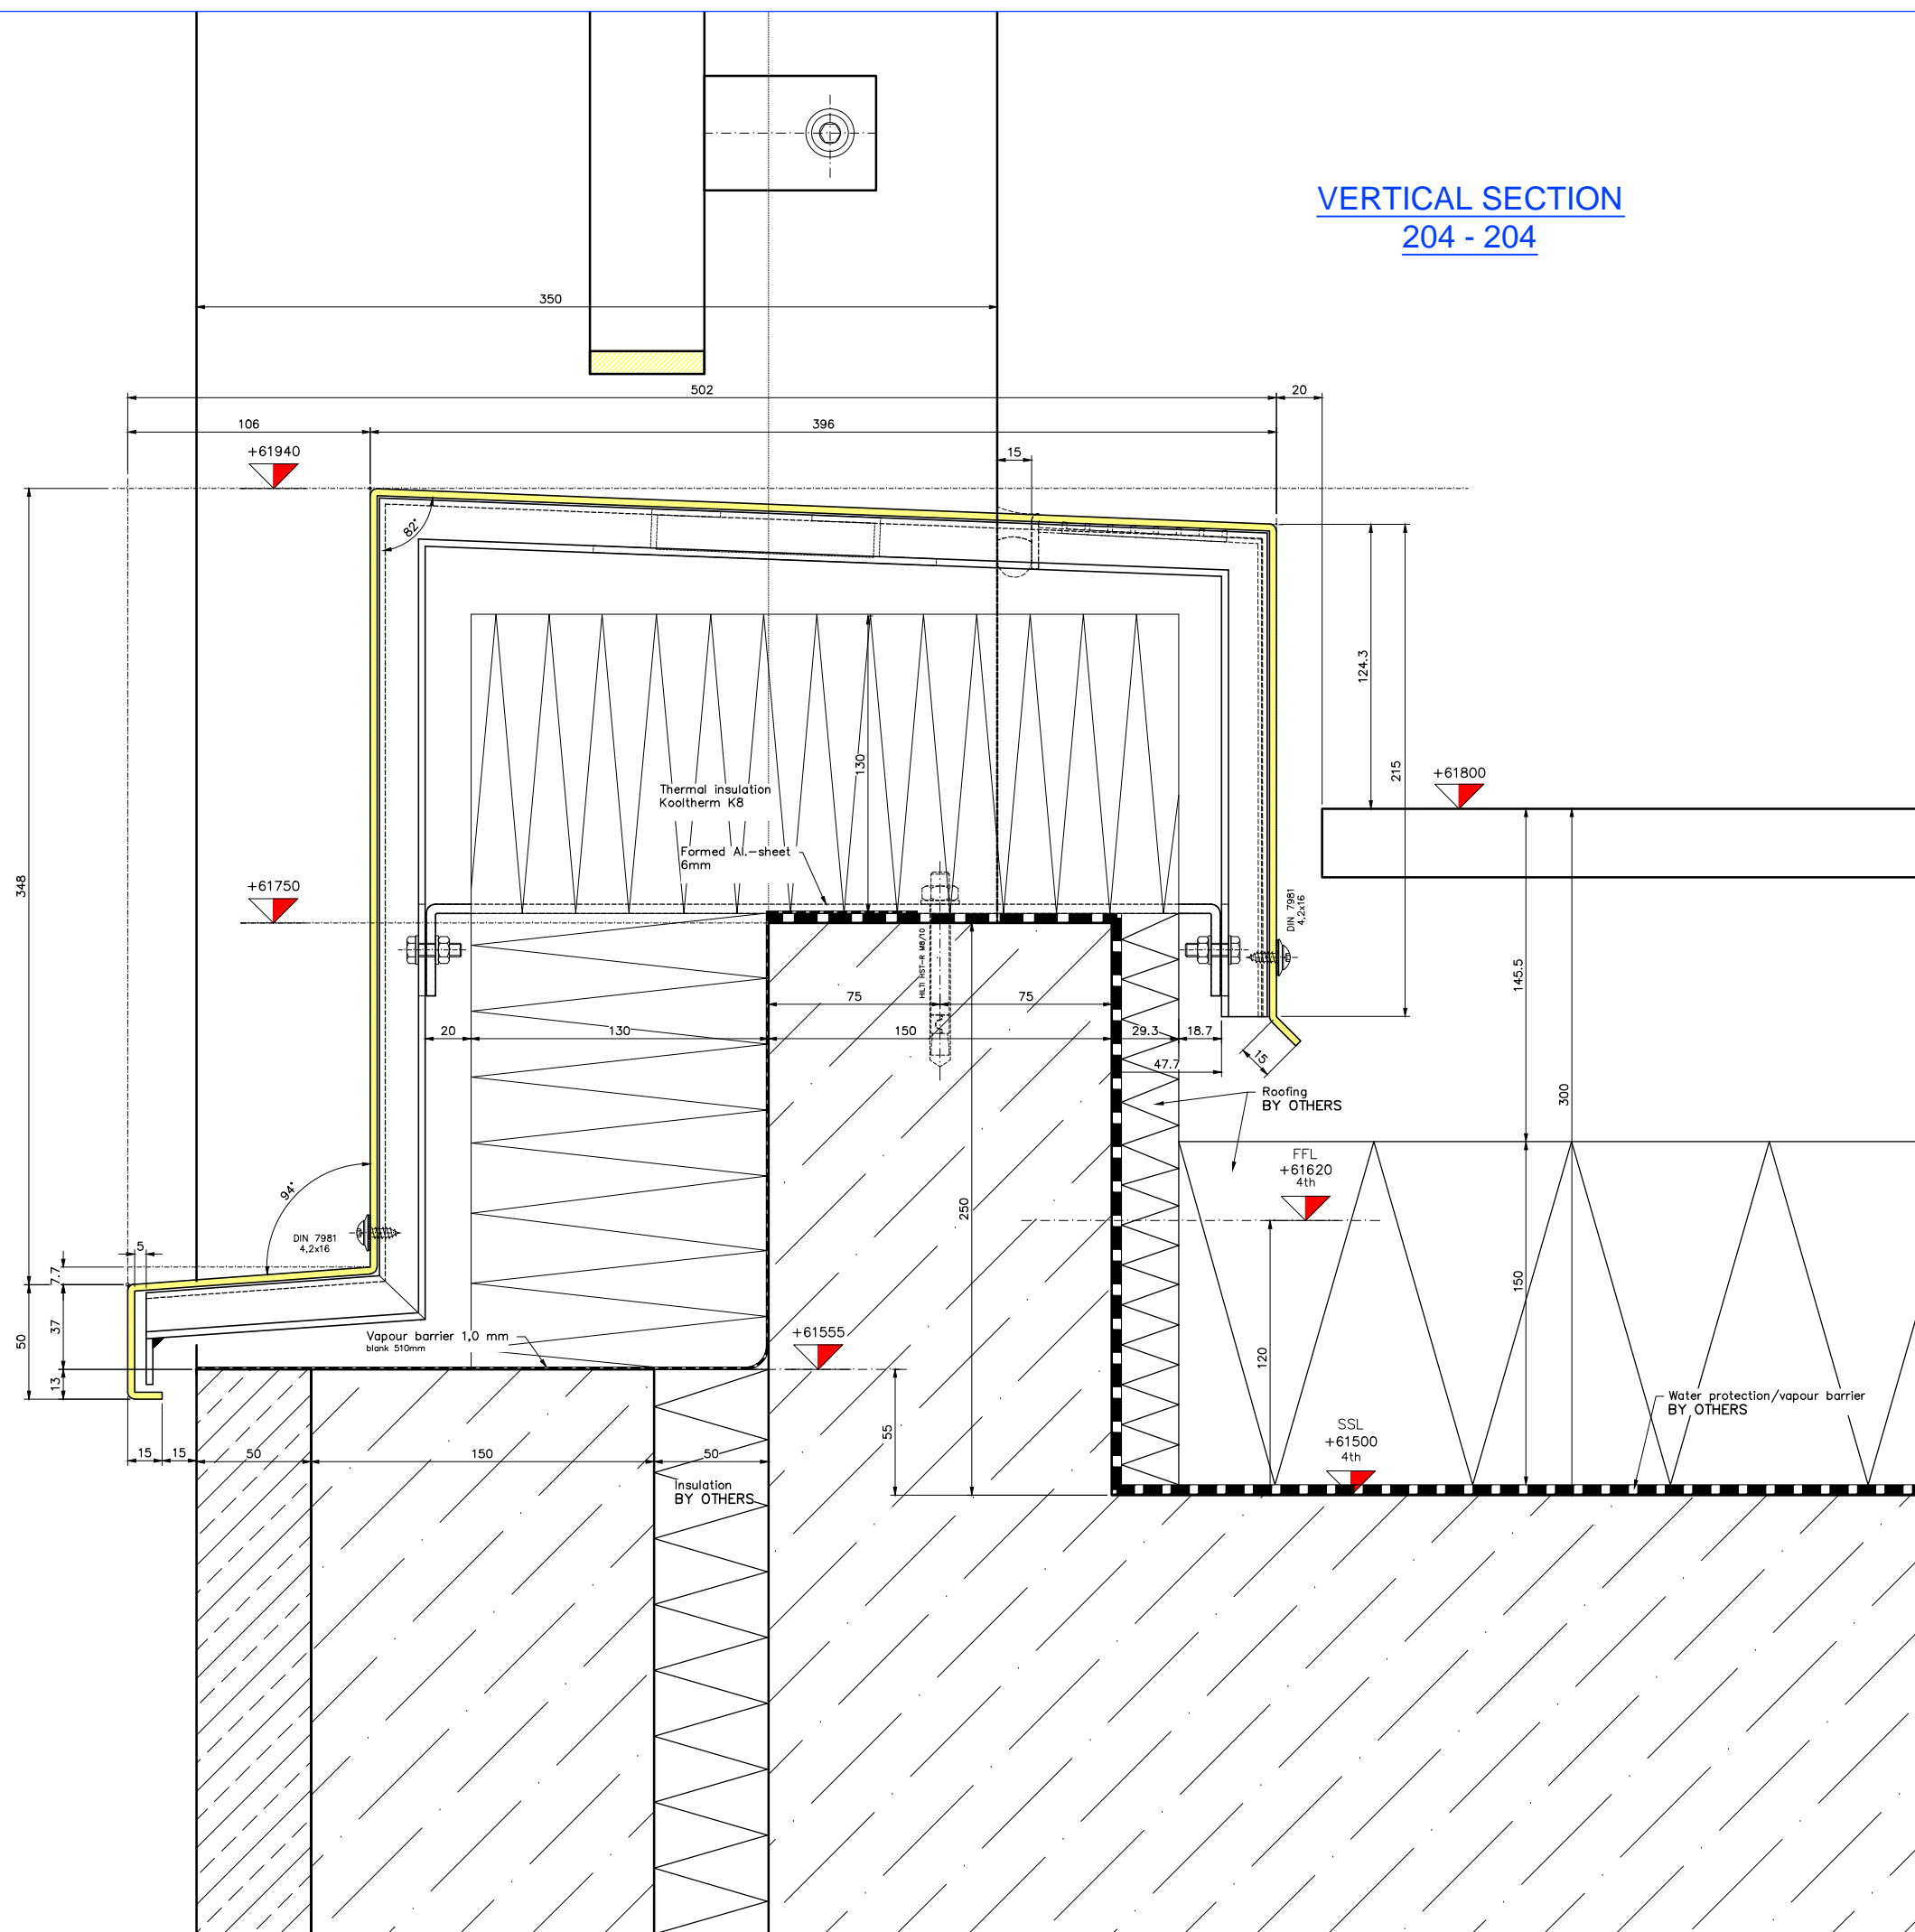 VERTICAL SECTION
204 - 204
350
502
20
106
396
+61940
15
82°
124.3
130
215
+61800
Thermal insulation
Kooltherm K8
Formed Al.-sheet
6mm
348
+61750
DIN 7981
4,2x16
HILTI HST-R M8/10
145.5
75
75
20
130
150
29.3
18.7
47.7
15
Roofing
BY OTHERS
300
FFL
+61620
4th
94°
250
DIN 7981
4,2x16
5
7.7
150
37
50
Vapour barrier 1,0 mm
blank 510mm
+61555
120
13
Water protection/vapour barrier
BY OTHERS
SSL
+61500
4th
55
15
15
50
150
50
Insulation
BY OTHERS